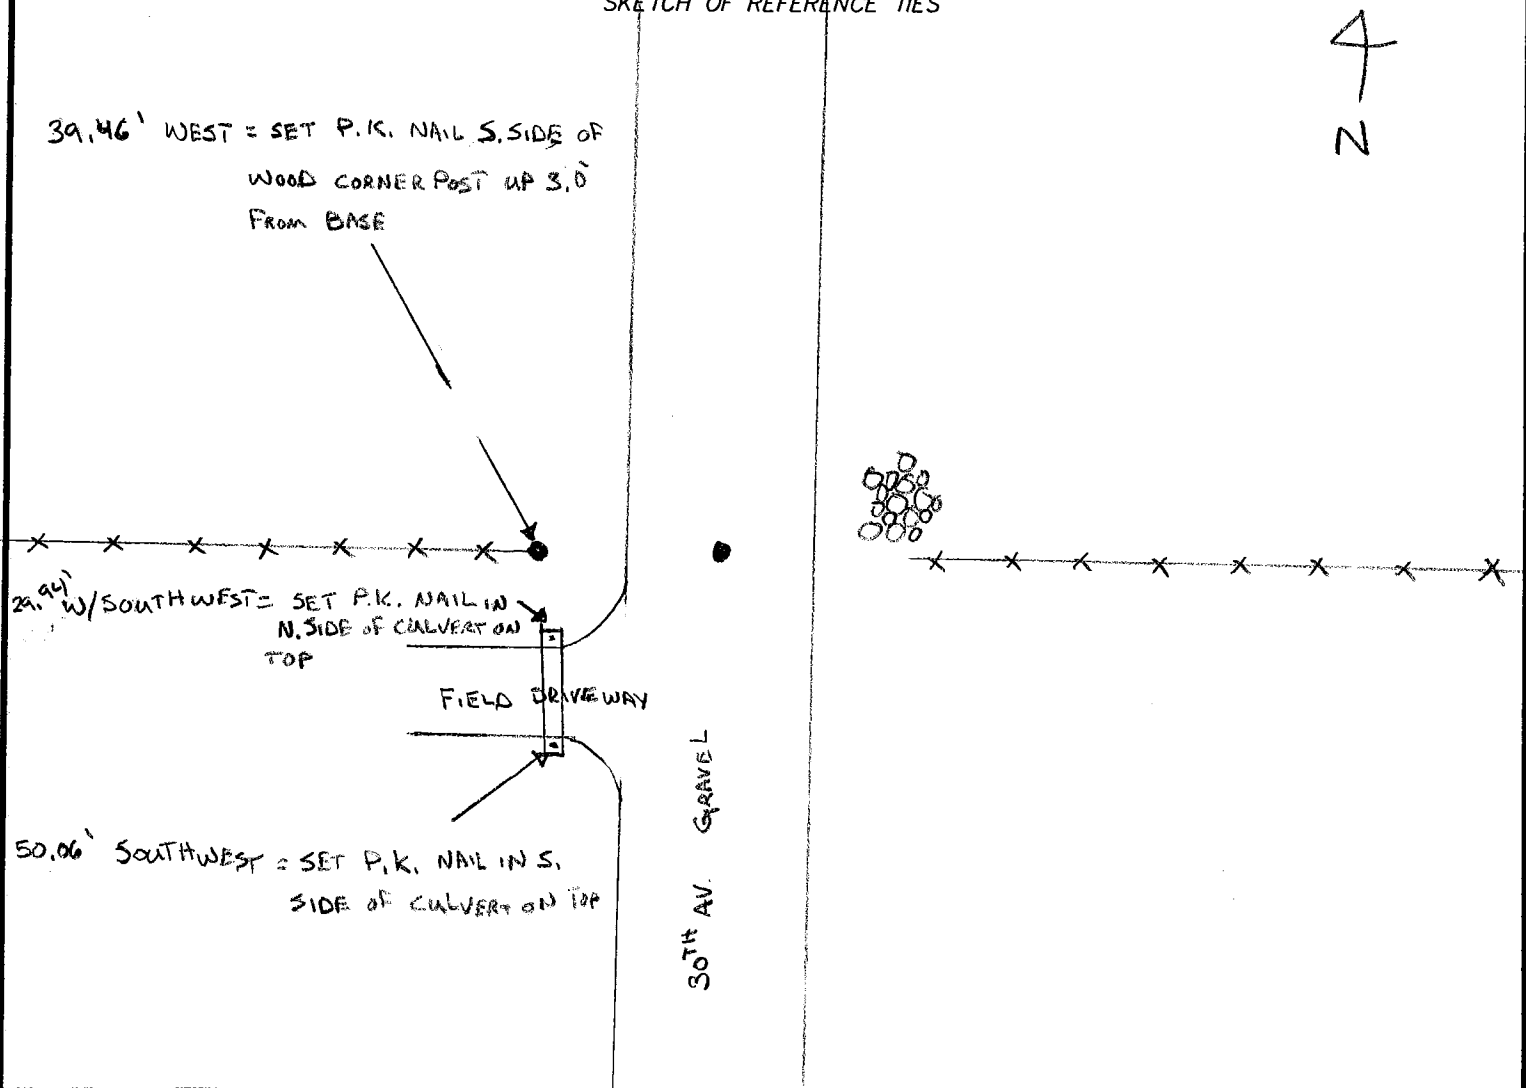 SKETCH OF REFERENCE TIES
N
39.46' WEST = SET P.K. NAIL S. SIDE OF
WOOD CORNER POST UP 3.0'
FROM BASE
29.94' W/SOUTHWEST = SET P.K. NAIL IN
N. SIDE OF CULVERT ON
TOP
FIELD DRIVEWAY
50.06' SOUTHWEST = SET P.K. NAIL IN S.
SIDE OF CULVERT ON TOP
30TH AV. GRAVEL